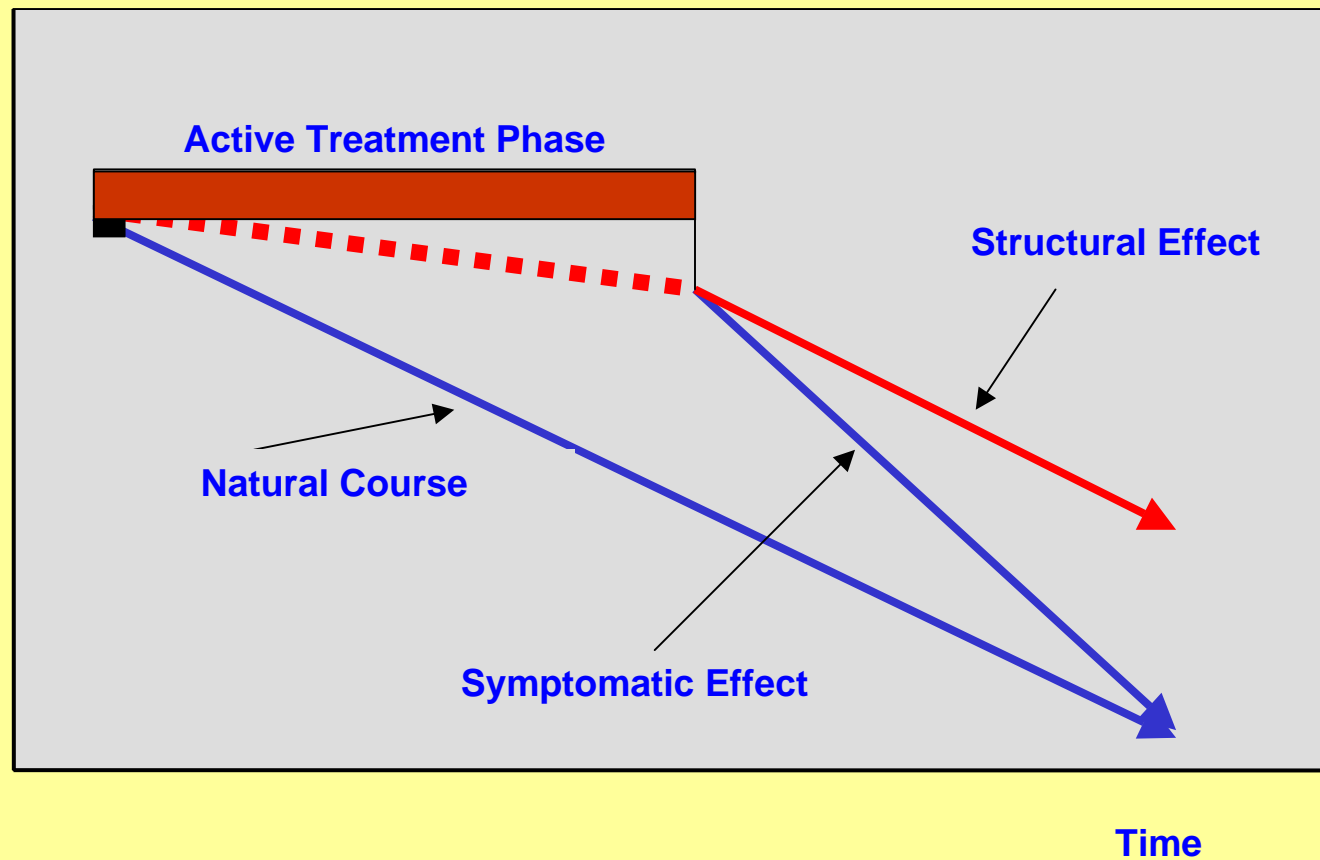 Active Treatment Phase
Structural Effect
Natural Course
Symptomatic Effect
Time